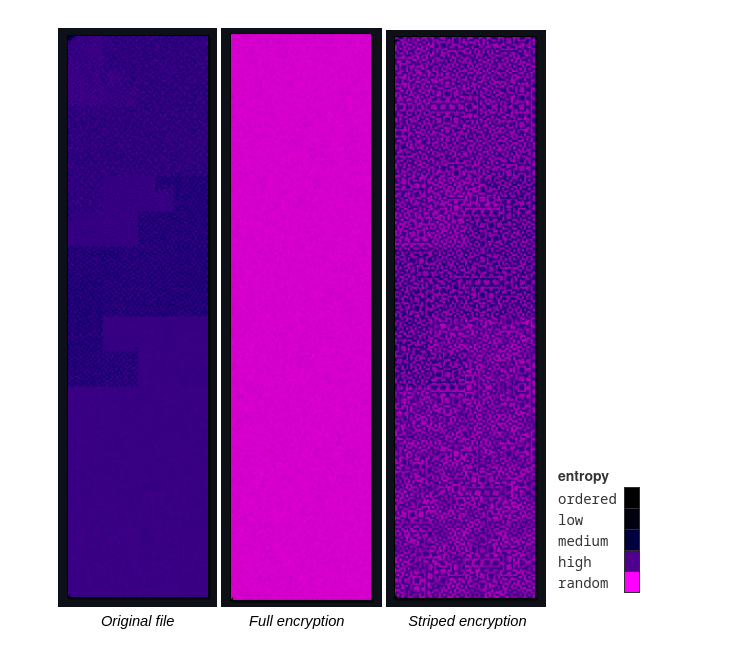 entropy
ordered
low
medium
high
random
Original file
Full encryption
Striped encryption